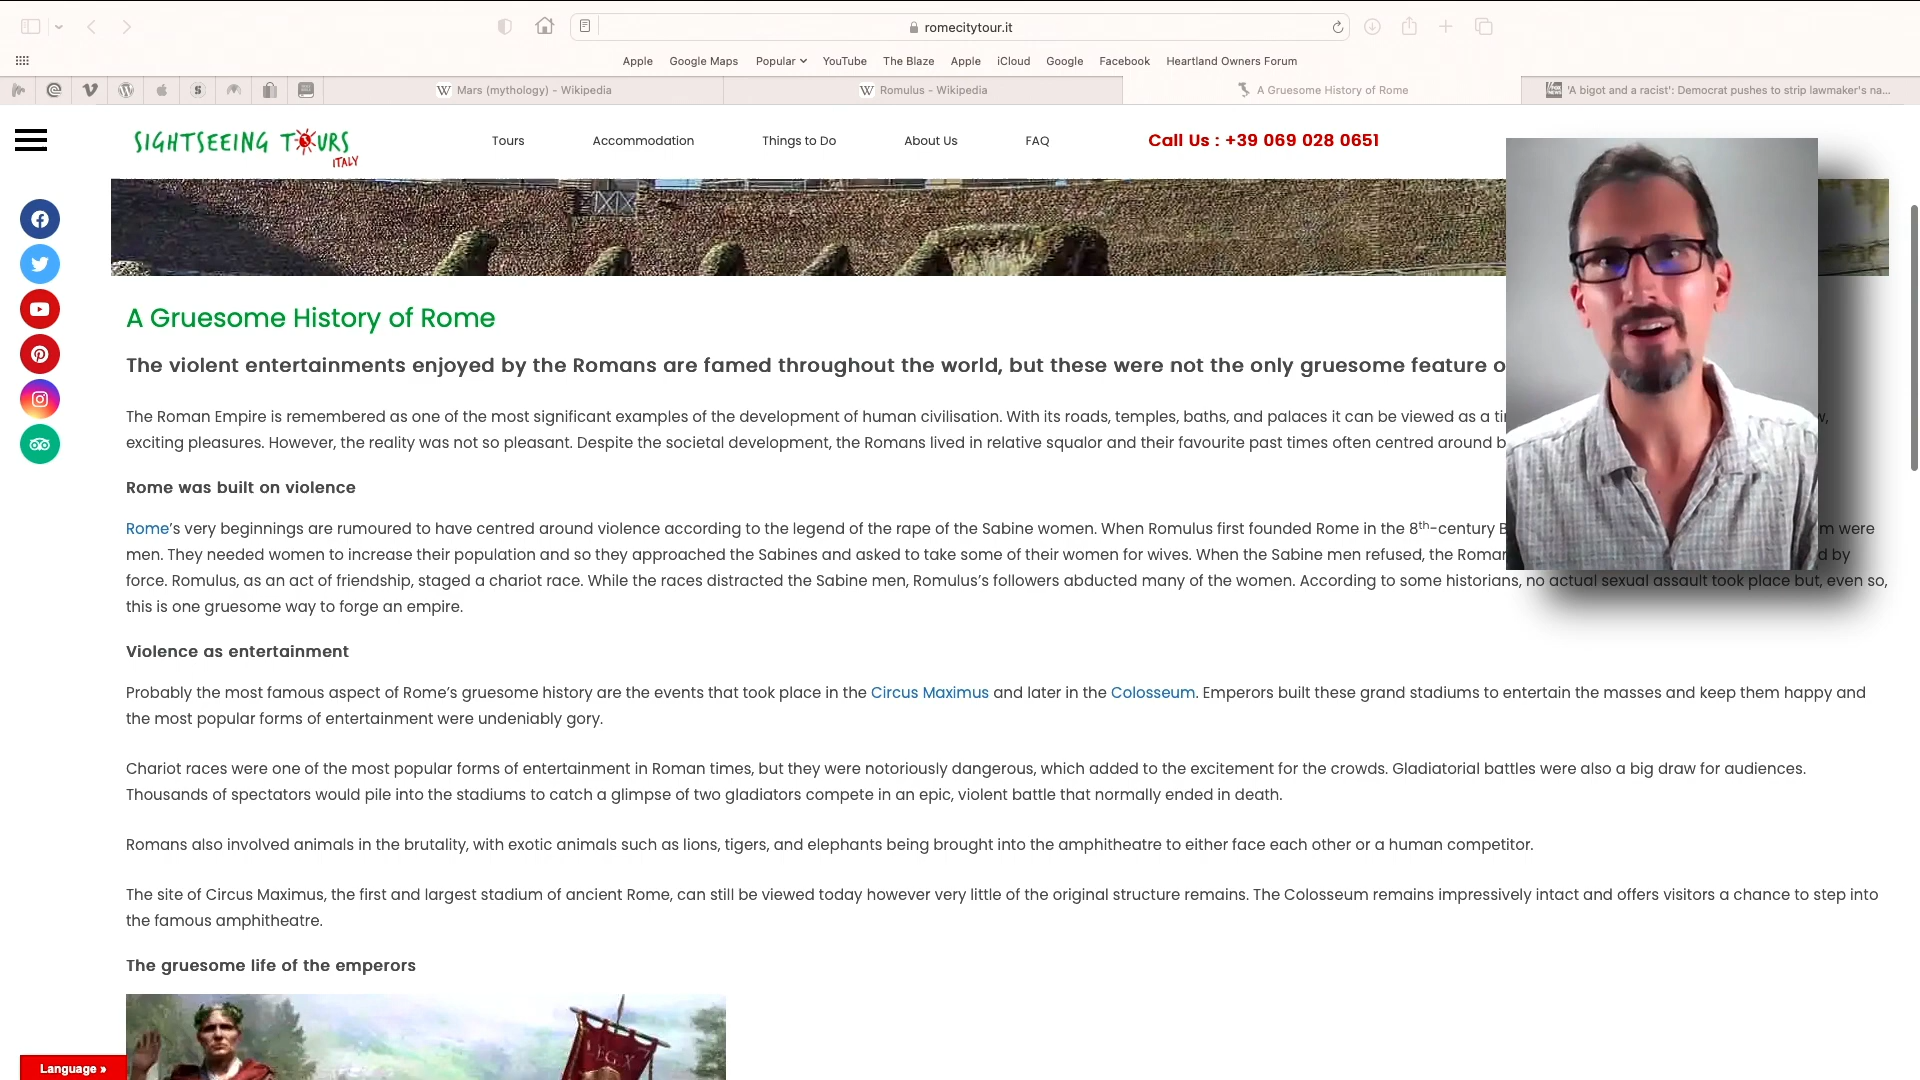 romecitytour.it
Apple Google Maps Popular YouTube The Blaze Apple iCloud Google Facebook Heartland Owners Forum
Mars (mythology) – Wikipedia
Romulus – Wikipedia
A Gruesome History of Rome
'A bigot and a racist': Democrat pushes to strip lawmaker's na...
SIGHTSEEING TOURS
ITALY
Tours Accommodation Things to Do About Us FAQ
Call Us : +39 069 028 0651
A Gruesome History of Rome
The violent entertainments enjoyed by the Romans are famed throughout the world, but these were not the only gruesome feature
The Roman Empire is remembered as one of the most significant examples of the development of human civilisation. With its roads, temples, baths, and palaces it can be viewed as a
exciting pleasures. However, the reality was not so pleasant. Despite the societal development, the Romans lived in relative squalor and their favourite past times often centred around
Rome was built on violence
Rome's very beginnings are rumoured to have centred around violence according to the legend of the rape of the Sabine women. When Romulus first founded Rome in the 8th-century were
men. They needed women to increase their population and so they approached the Sabines and asked to take some of their women for wives. When the Sabine men refused, the by
force. Romulus, as an act of friendship, staged a chariot race. While the races distracted the Sabine men, Romulus's followers abducted many of the women. According to some historians, no actual sexual assault took place but, even so,
this is one gruesome way to forge an empire.
Violence as entertainment
Probably the most famous aspect of Rome's gruesome history are the events that took place in the Circus Maximus and later in the Colosseum. Emperors built these grand stadiums to entertain the masses and keep them happy and
the most popular forms of entertainment were undeniably gory.
Chariot races were one of the most popular forms of entertainment in Roman times, but they were notoriously dangerous, which added to the excitement for the crowds. Gladiatorial battles were also a big draw for audiences.
Thousands of spectators would pile into the stadiums to catch a glimpse of two gladiators compete in an epic, violent battle that normally ended in death.
Romans also involved animals in the brutality, with exotic animals such as lions, tigers, and elephants being brought into the amphitheatre to either face each other or a human competitor.
The site of Circus Maximus, the first and largest stadium of ancient Rome, can still be viewed today however very little of the original structure remains. The Colosseum remains impressively intact and offers visitors a chance to step into
the famous amphitheatre.
The gruesome life of the emperors
LEG X
Language »